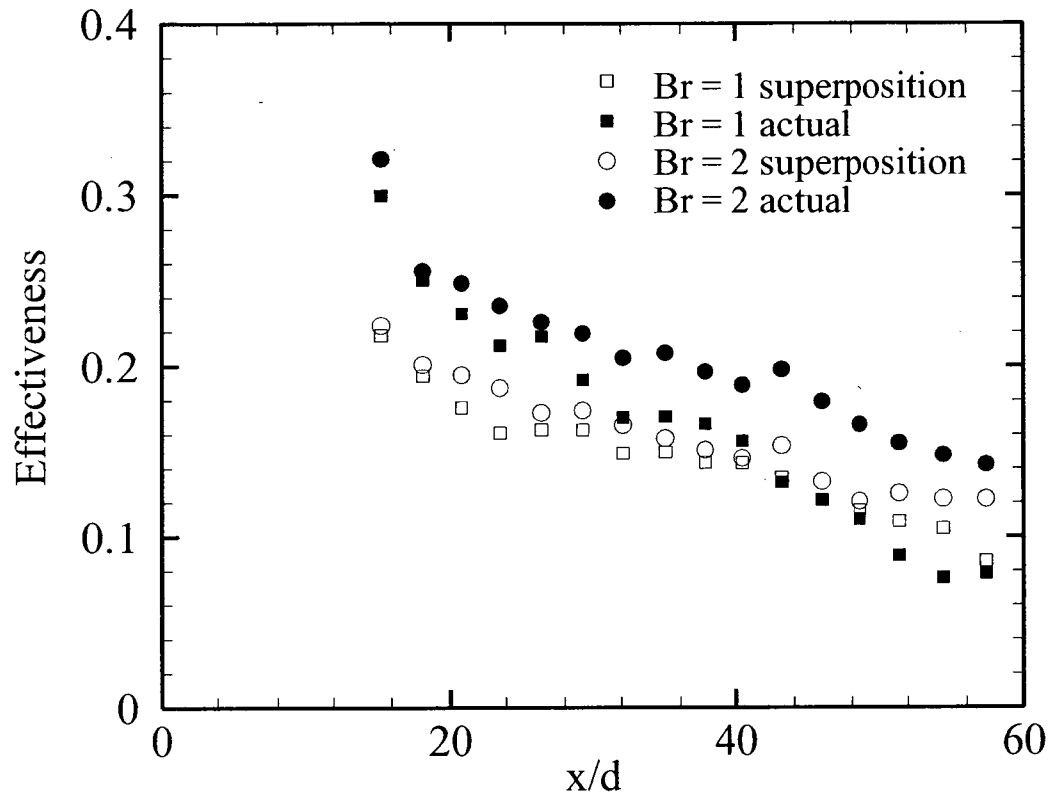 0.4
0.3
0.2
0.1
0
Effectiveness
Br = 1 superposition
Br = 1 actual
Br = 2 superposition
Br = 2 actual
0
20
40
60
x/d